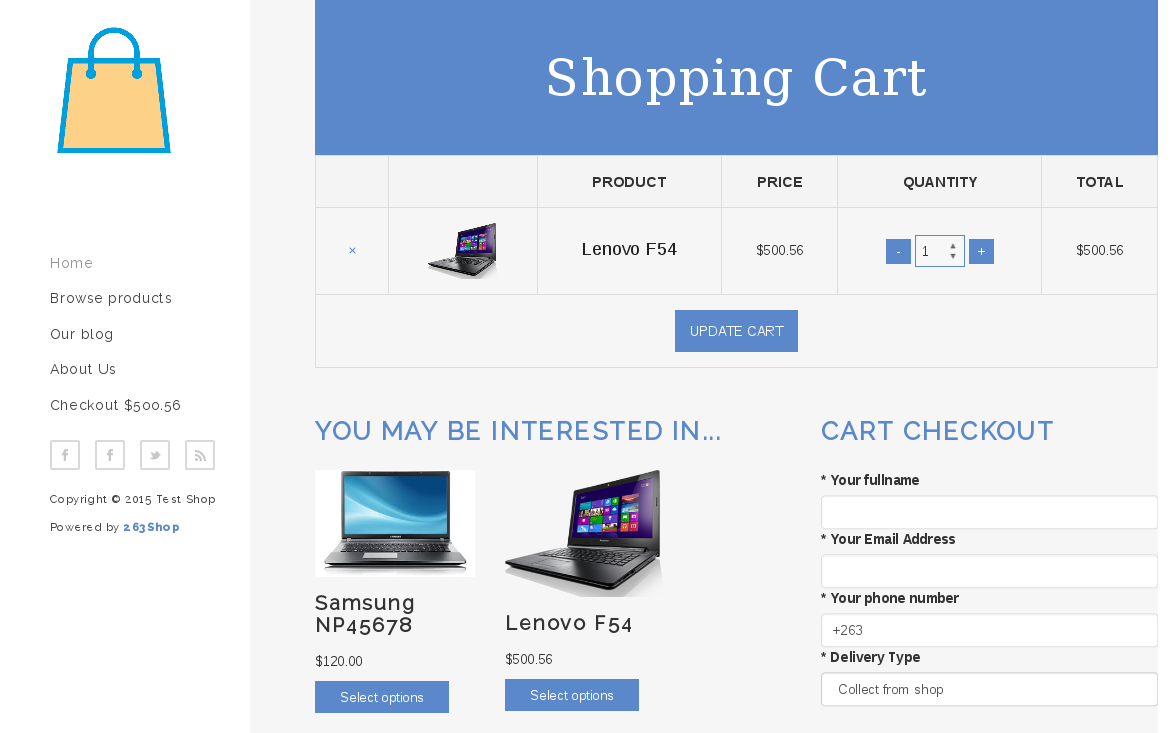 Shopping Cart
PRODUCT PRICE QUANTITY TOTAL
× Lenovo F54 $500.56 - 1 + $500.56
UPDATE CART
Home
Browse products
Our blog
About Us
Checkout $500.56
Copyright © 2015 Test Shop
Powered by 263Shop
YOU MAY BE INTERESTED IN...
Samsung
NP45678
$120.00
Select options
Lenovo F54
$500.56
Select options
CART CHECKOUT
* Your fullname
* Your Email Address
* Your phone number
+263
* Delivery Type
Collect from shop